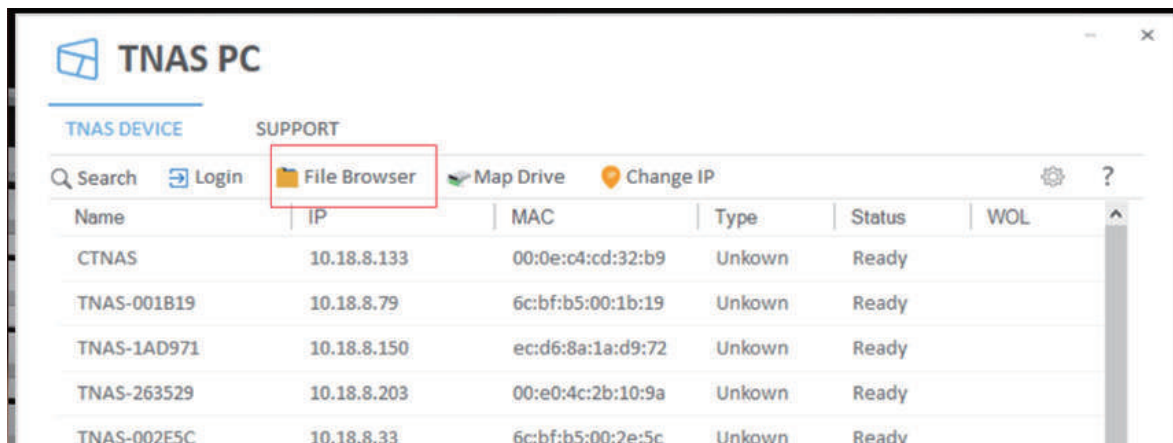 TNAS PC
TNAS DEVICE SUPPORT
Search Login File Browser Map Drive Change IP ?
Name IP MAC Type Status WOL
CTNAS 10.18.8.133 00:0e:c4:cd:32:b9 Unkown Ready
TNAS-001B19 10.18.8.79 6c:bf:b5:00:1b:19 Unkown Ready
TNAS-1AD971 10.18.8.150 ec:d6:8a:1a:d9:72 Unkown Ready
TNAS-263529 10.18.8.203 00:e0:4c:2b:10:9a Unkown Ready
TNAS-002E5C 10.18.8.33 6c:bf:b5:00:2e:5c Unkown Ready